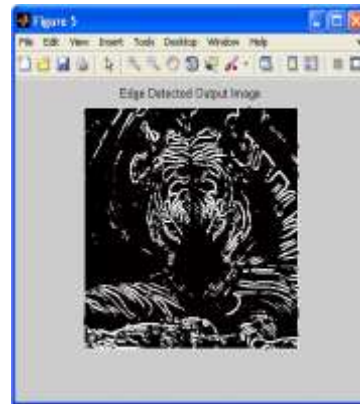 Figure 5
File Edit View Insert Tools Desktop Window Help
Edge Detected Output Image